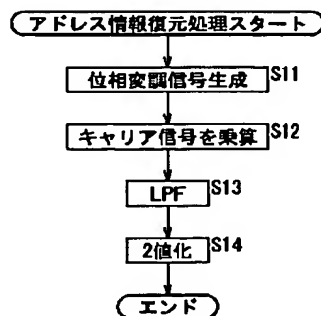 アドレス情報復元処理スタート
位相変調信号生成 S11
キャリア信号を乗算 S12
LPF S13
2値化 S14
エンド